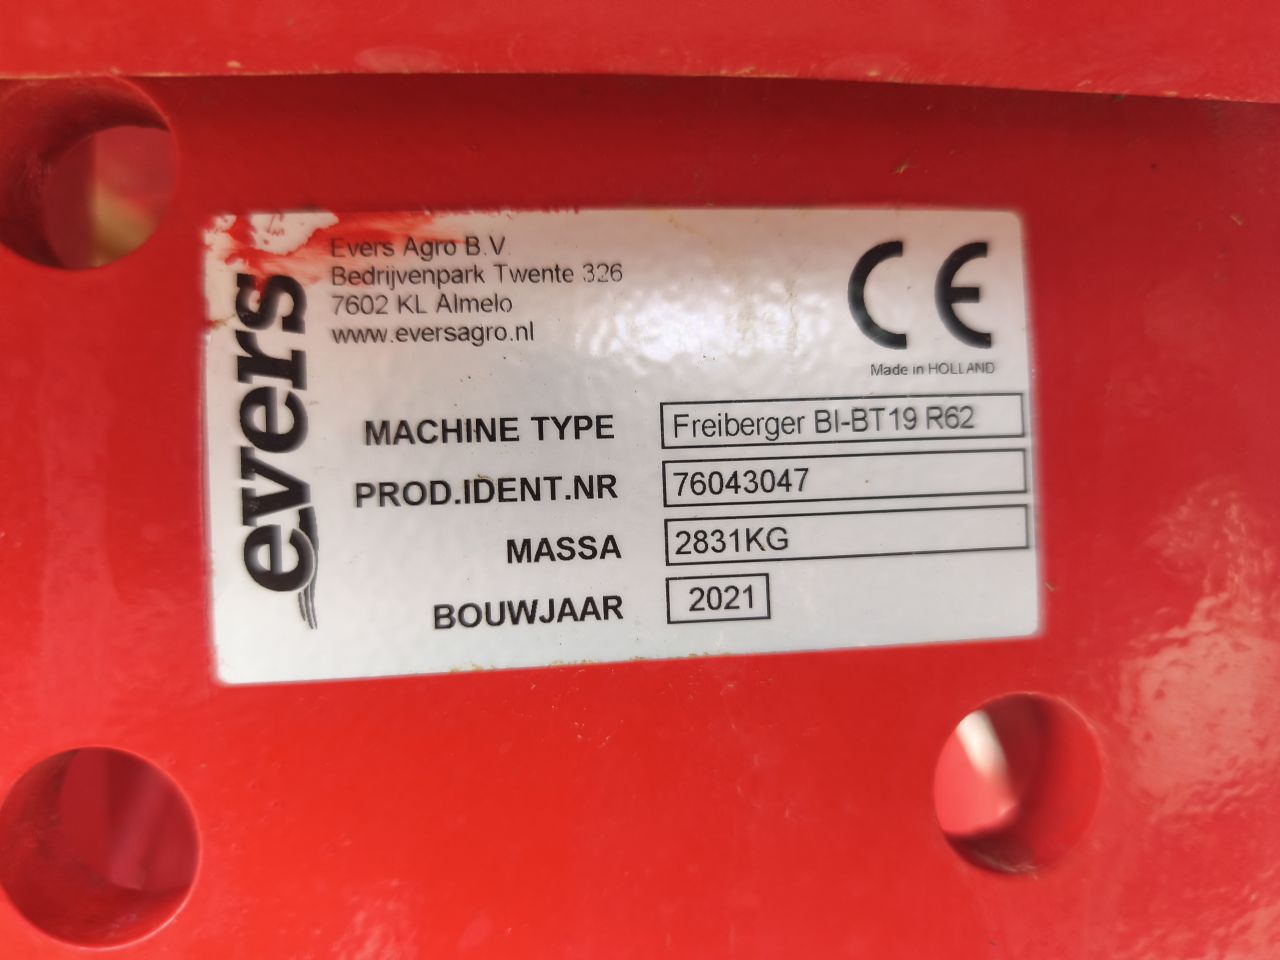 evers
Evers Agro B.V.
Bedrijvenpark Twente 326
7602 KL Almelo
www.eversagro.nl
CE
Made in HOLLAND
MACHINE TYPE Freiberger BI-BT19 R62
PROD.IDENT.NR 76043047
MASSA 2831KG
BOUWJAAR 2021